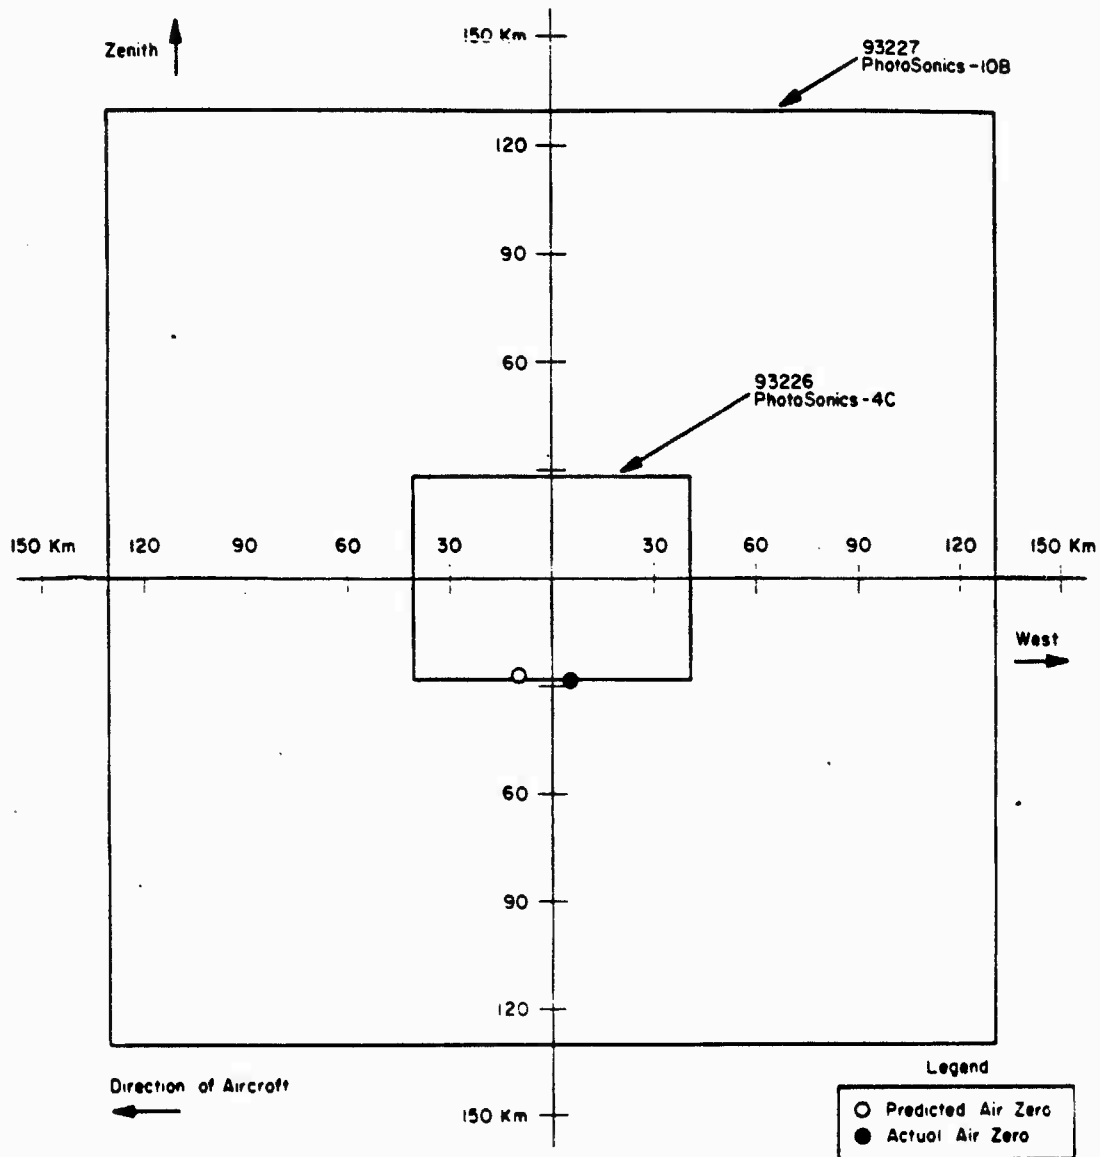 150 Km
Zenith
93227
PhotoSonics-10B
120
90
60
93226
PhotoSonics-4C
150 Km 120 90 60 30 30 60 90 120 150 Km
West
60
90
120
Direction of Aircraft
150 Km
Legend
Predicted Air Zero
Actual Air Zero